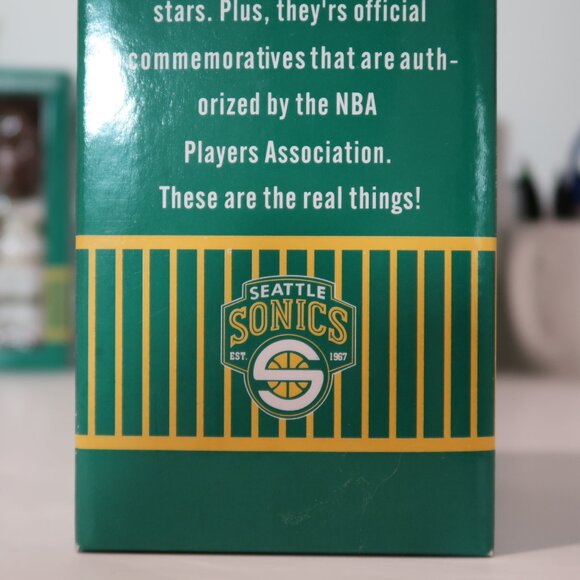 stars. Plus, they'rs official
commemoratives that are auth-
orized by the NBA
Players Association.
These are the real things!
SEATTLE
SONICS
EST. 1967
S